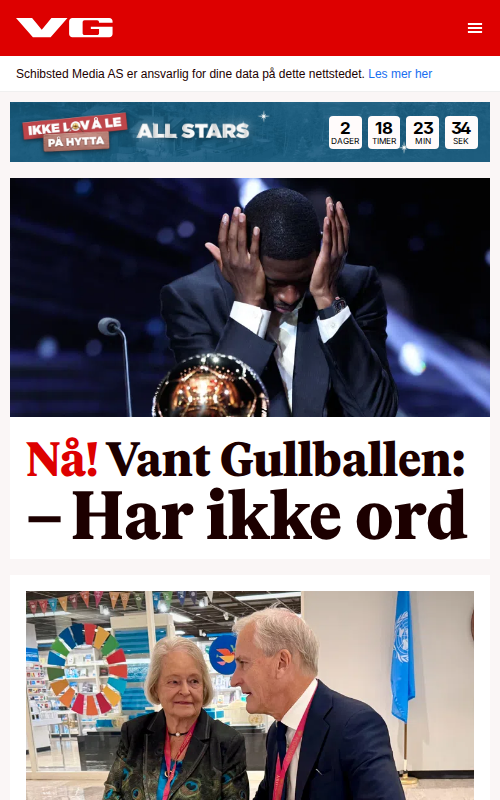 VG
Schibsted Media AS er ansvarlig for dine data på dette nettstedet. Les mer her
IKKE LOV Å LE
PÅ HYTTA
ALL STARS
2 18 23 34
DAGER TIMER MIN SEK
Nå! Vant Gullballen:
– Har ikke ord